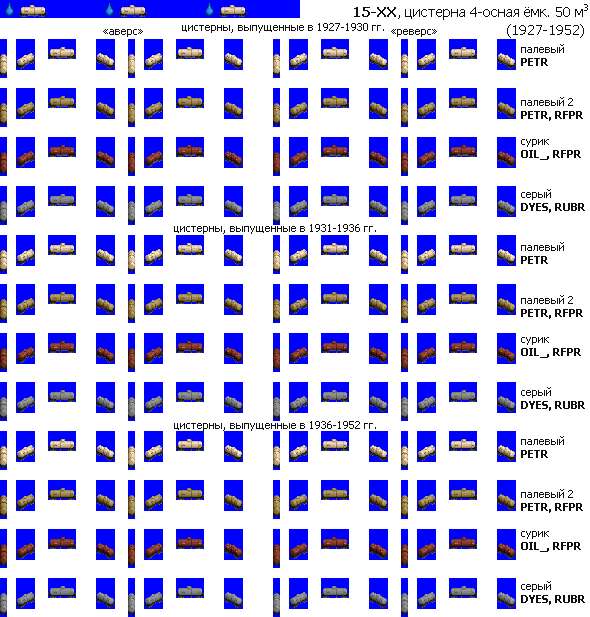 15-XX, цистерна 4-осная ёмк. 50 м³
(1927-1952)
цистерны, выпущенные в 1927-1930 гг.
«аверс» «реверс»
палевый
PETR
палевый 2
PETR, RFPR
сурик
OIL_, RFPR
серый
DYES, RUBR
цистерны, выпущенные в 1931-1936 гг.
палевый
PETR
палевый 2
PETR, RFPR
сурик
OIL_, RFPR
серый
DYES, RUBR
цистерны, выпущенные в 1936-1952 гг.
палевый
PETR
палевый 2
PETR, RFPR
сурик
OIL_, RFPR
серый
DYES, RUBR